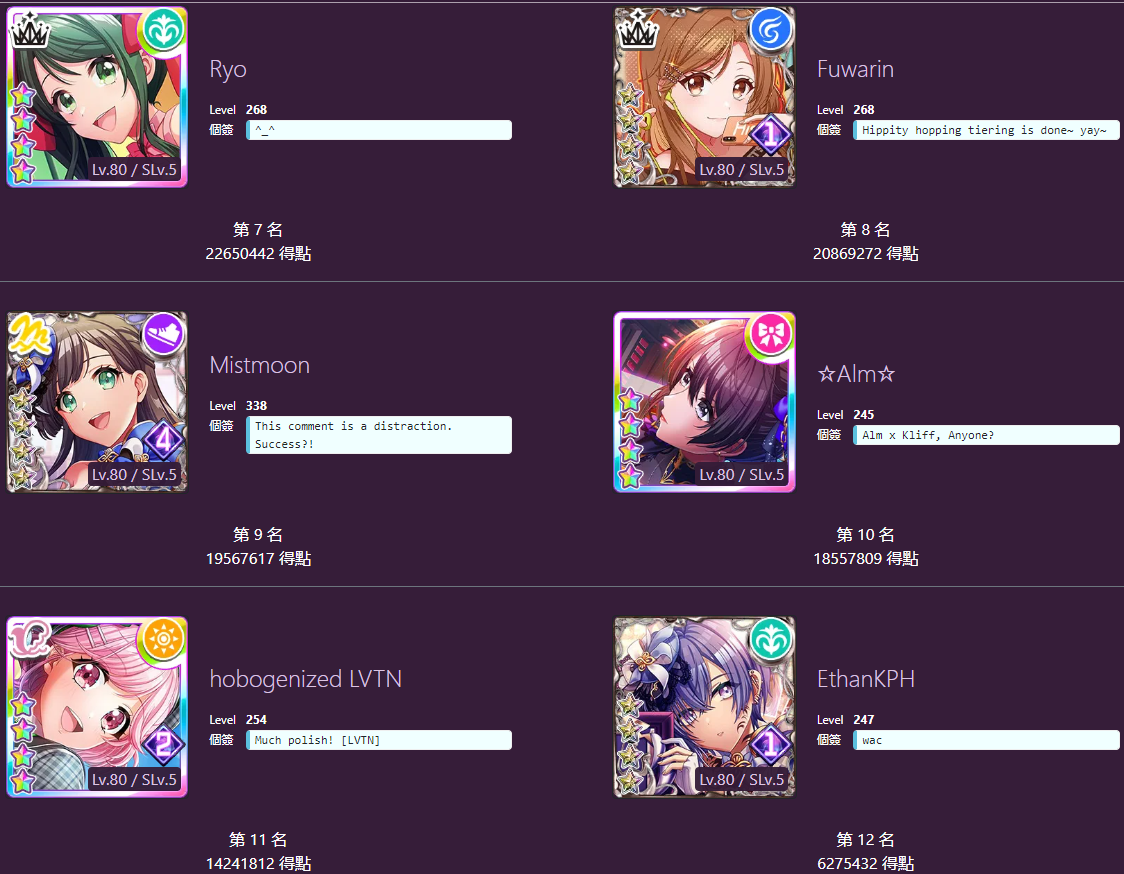 Ryo
Level 268
個簽 ^_^
Lv.80 / SLv.5
第 7 名
22650442 得點
Fuwarin
Level 268
個簽 Hippity hopping tiering is done~ yay~
1
Lv.80 / SLv.5
第 8 名
20869272 得點
Mistmoon
Level 338
個簽 This comment is a distraction.
Success?!
4
Lv.80 / SLv.5
第 9 名
19567617 得點
☆Alm☆
Level 245
個簽 Alm x Kliff, Anyone?
Lv.80 / SLv.5
第 10 名
18557809 得點
hobogenized LVTN
Level 254
個簽 Much polish! [LVTN]
2
Lv.80 / SLv.5
第 11 名
14241812 得點
EthanKPH
Level 247
個簽 wac
1
Lv.80 / SLv.5
第 12 名
6275432 得點